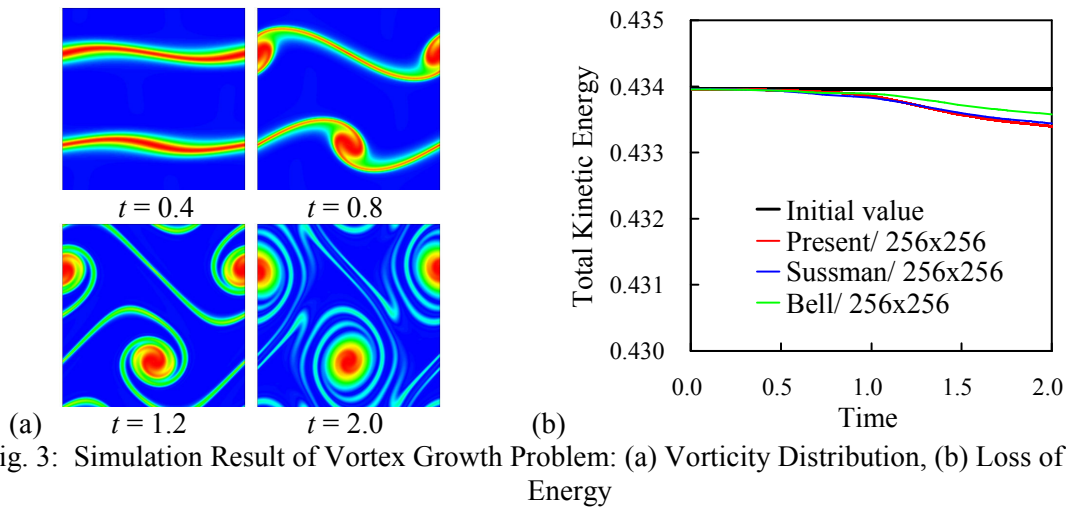 t = 0.4
t = 0.8
t = 1.2
t = 2.0
(a)
0.435
0.434
0.433
0.432
0.431
0.430
Total Kinetic Energy
Initial value
Present/ 256x256
Sussman/ 256x256
Bell/ 256x256
0.0 0.5 1.0 1.5 2.0
Time
(b)
ig. 3: Simulation Result of Vortex Growth Problem: (a) Vorticity Distribution, (b) Loss of
Energy